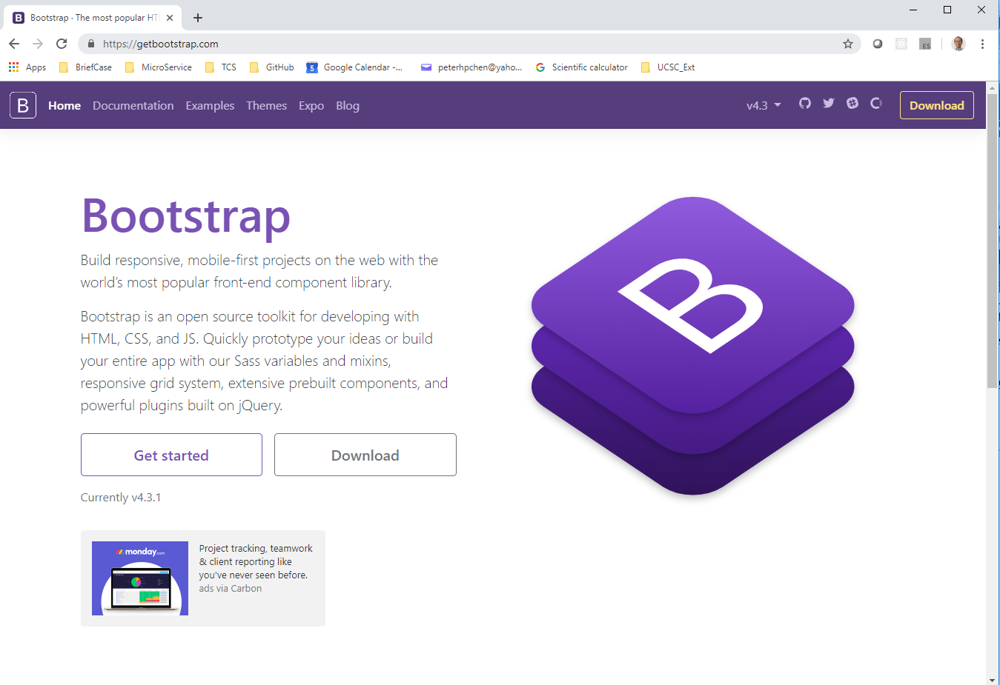 Bootstrap · The most popular HT
https://getbootstrap.com
ES
Apps
BriefCase
MicroService
TCS
GitHub
5
Google Calendar -...
peterhpchen@yaho...
G
Scientific calculator
UCSC_Ext
B
Home
Documentation
Examples
Themes
Expo
Blog
v4.3
Download
Bootstrap
Build responsive, mobile-first projects on the web with the
world's most popular front-end component library.
Bootstrap is an open source toolkit for developing with
HTML, CSS, and JS. Quickly prototype your ideas or build
your entire app with our Sass variables and mixins,
responsive grid system, extensive prebuilt components, and
powerful plugins built on jQuery.
Get started
Download
Currently v4.3.1
B
monday.com
Project tracking, teamwork
& client reporting like
you've never seen before.
ads via Carbon